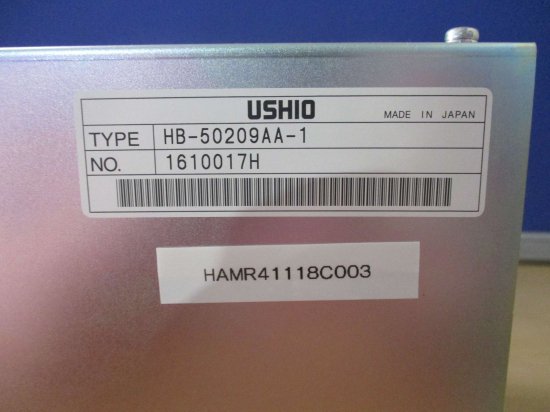 USHIO MADE IN JAPAN
TYPE HB-50209AA-1
NO. 1610017H
HAMR41118C003